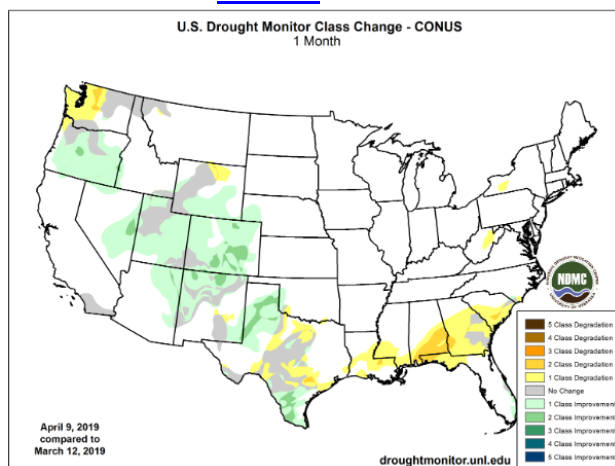 U.S. Drought Monitor Class Change - CONUS
1 Month
NDMC
5 Class Degradation
4 Class Degradation
3 Class Degradation
2 Class Degradation
1 Class Degradation
No Change
1 Class Improvement
2 Class Improvement
3 Class Improvement
4 Class Improvement
5 Class Improvement
April 9, 2019
compared to
March 12, 2019
droughtmonitor.unl.edu